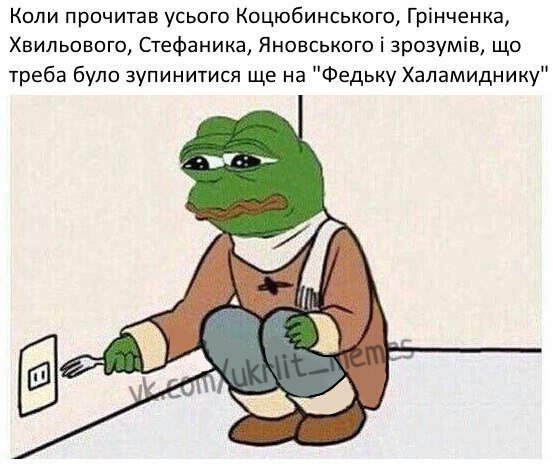 Коли прочитав усього Коцюбинського, Грінченка,
Хвильового, Стефаника, Яновського і зрозумів, що
треба було зупинитися ще на "Федьку Халамиднику"
vk.com/ukrlit_memes